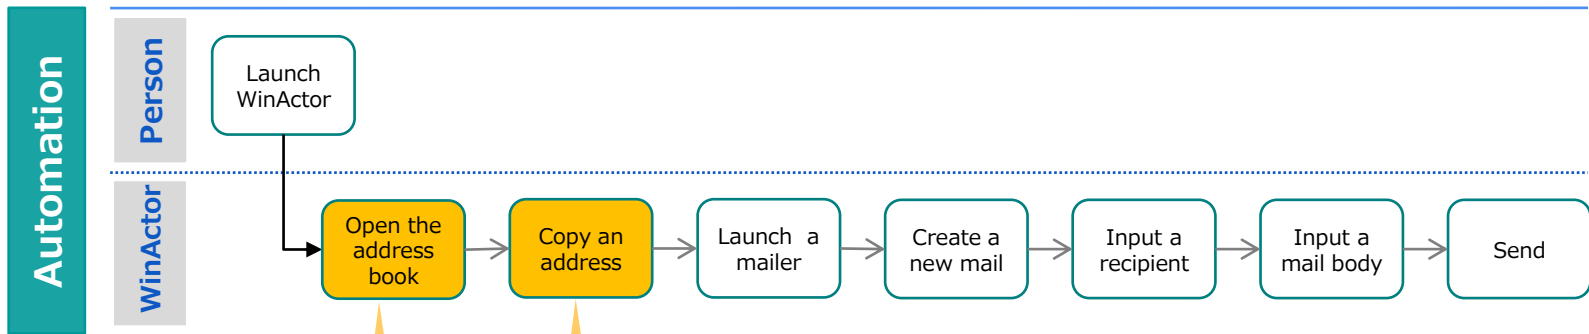 Automation
Person
Launch
WinActor
WinActor
Open the
address
book
Copy an
address
Launch a
mailer
Create a
new mail
Input a
recipient
Input a
mail body
Send